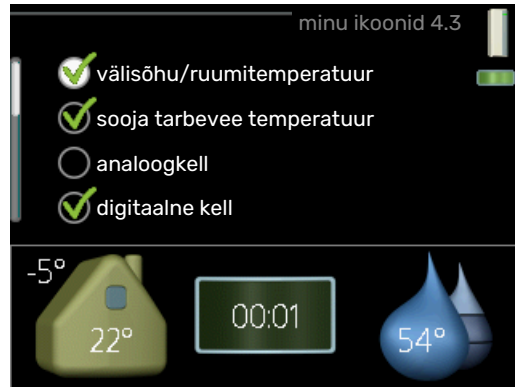 minu ikoonid 4.3
välisõhu/ruumitemperatuur
sooja tarbevee temperatuur
analoogkell
digitaalne kell
-5°
22°
00:01
54°